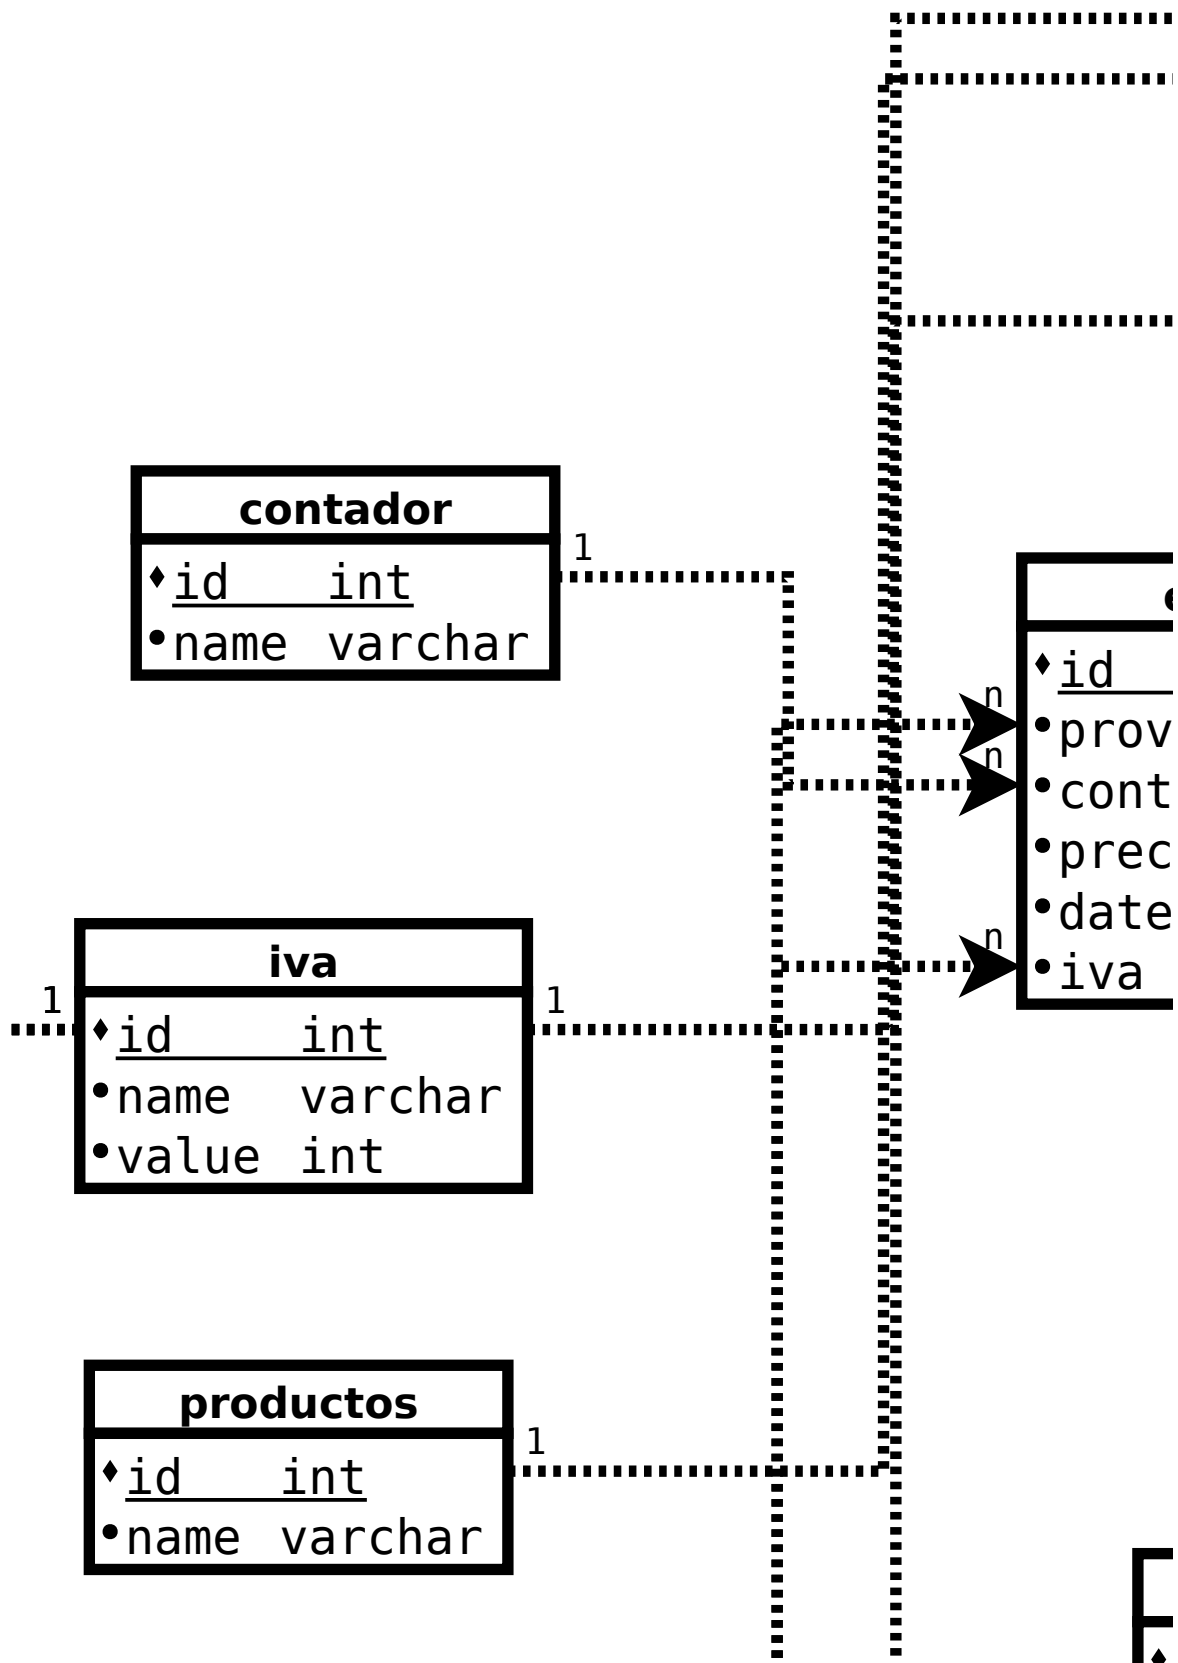 contador
1
id int
name varchar
n
id
prov
n
cont
prec
date
n
iva
iva
1
1
id int
name varchar
value int
productos
1
id int
name varchar